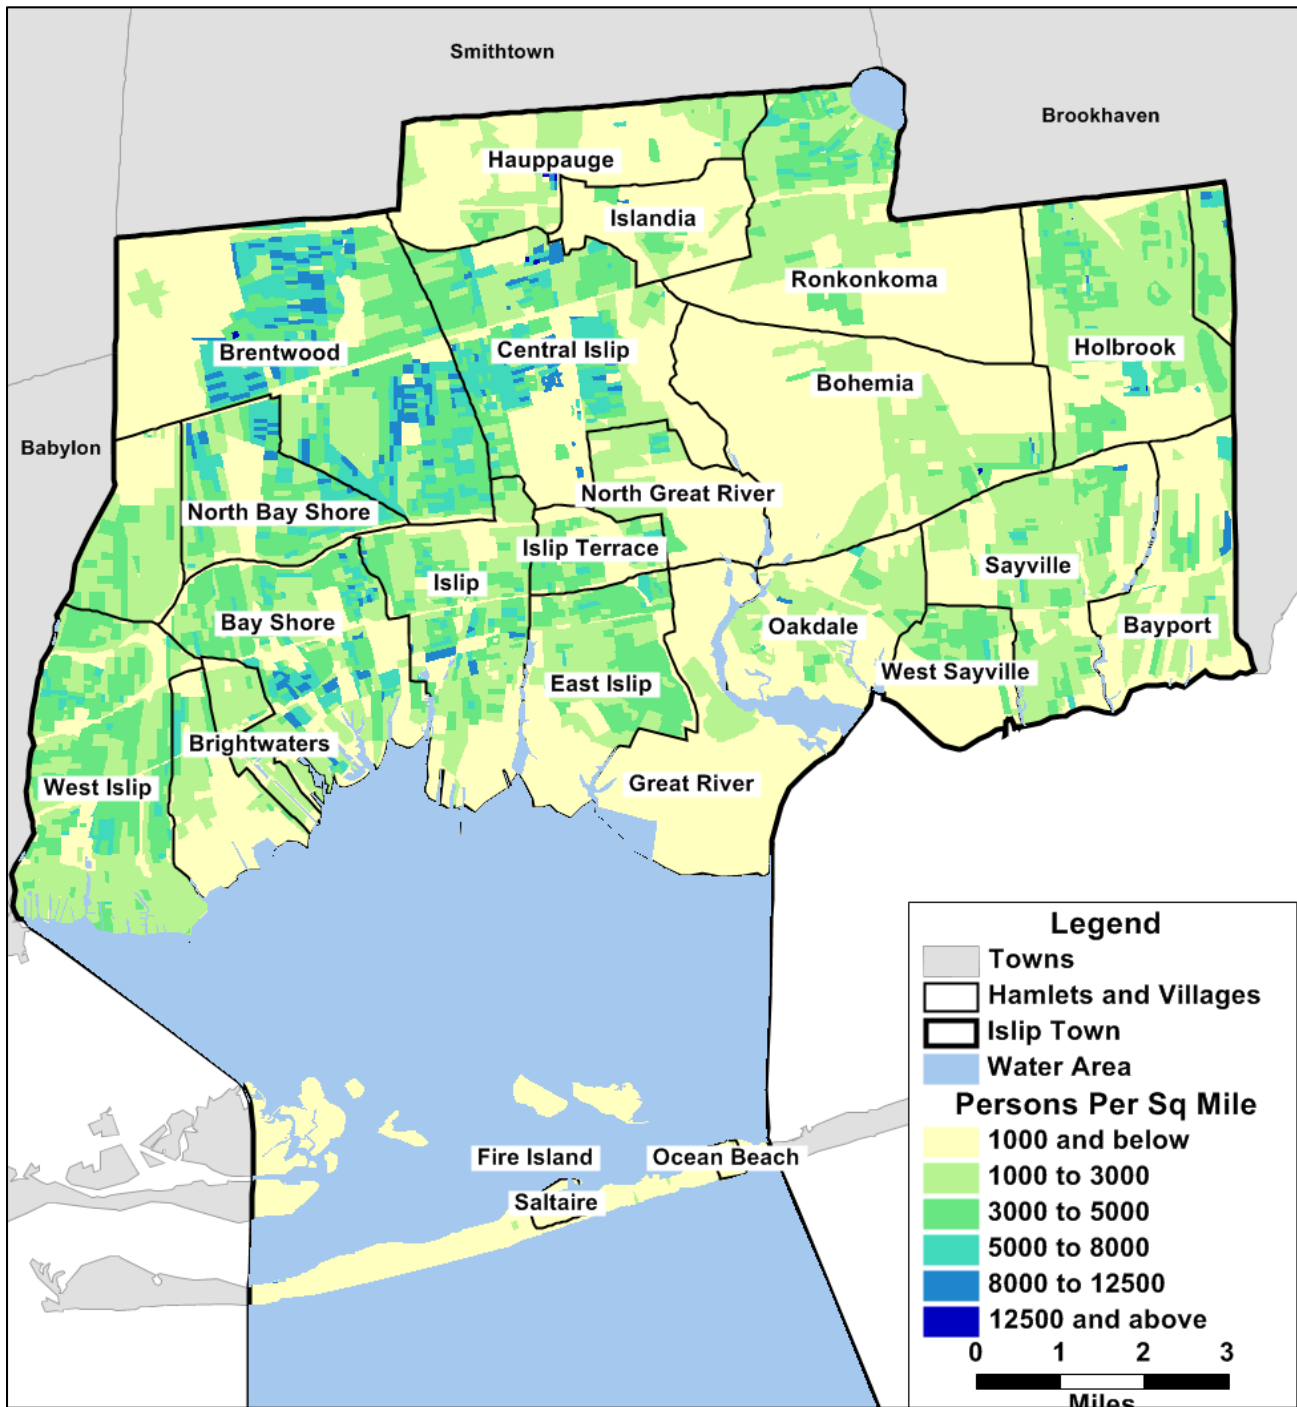 Smithtown
Brookhaven
Hauppauge
Islandia
Ronkonkoma
Brentwood
Central Islip
Holbrook
Bohemia
Babylon
North Great River
North Bay Shore
Islip Terrace
Sayville
Islip
Bay Shore
Oakdale
Bayport
West Sayville
East Islip
Brightwaters
West Islip
Great River
Fire Island
Ocean Beach
Saltaire
Legend
Towns
Hamlets and Villages
Islip Town
Water Area
Persons Per Sq Mile
1000 and below
1000 to 3000
3000 to 5000
5000 to 8000
8000 to 12500
12500 and above
0 1 2 3
Miles